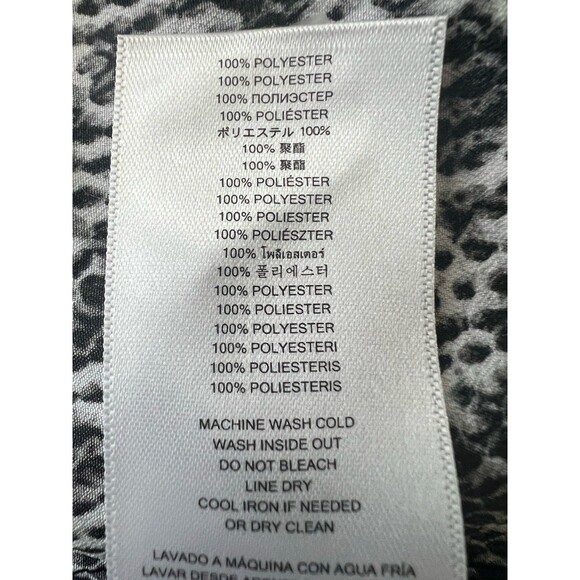 100% POLYESTER
100% POLYESTER
100% ПОЛИЭСТЕР
100% POLIÉSTER
ポリエステル 100%
100% 聚酯
100% 聚酯
100% POLIÉSTER
100% POLYESTER
100% POLIESTER
100% POLIÉSZTER
100% โพลีเอสเตอร์
100% 폴리에스터
100% POLYESTER
100% POLIESTER
100% POLYESTER
100% POLYESTERI
100% POLIESTERIS
100% POLIESTERIS
MACHINE WASH COLD
WASH INSIDE OUT
DO NOT BLEACH
LINE DRY
COOL IRON IF NEEDED
OR DRY CLEAN
LAVADO A MÁQUINA CON AGUA FRÍA
LAVAR DESDE